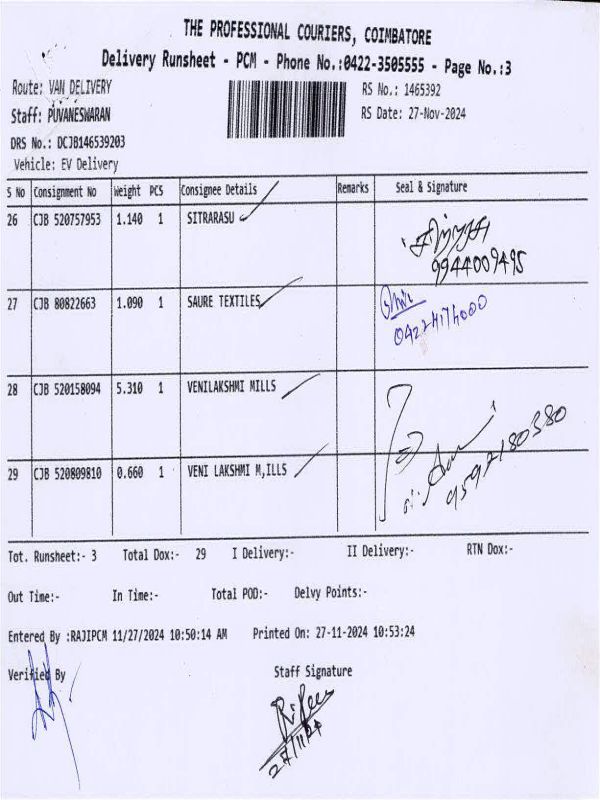 THE PROFESSIONAL COURIERS, COIMBATORE
Delivery Runsheet - PCM - Phone No.:0422-3505555 - Page No.:3
Route: VAN DELIVERY RS No.: 1465392
Staff: PUVANESWARAN RS Date: 27-Nov-2024
DRS No.: DCJB146539203
Vehicle: EV Delivery
S No Consignment No Weight PCS Consignee Details Remarks Seal & Signature
26 CJB 520757953 1.140 1 SITRARASU
9944009495
27 CJB 80822663 1.090 1 SAURE TEXTILES
28 CJB 520158094 5.310 1 VENILAKSHMI MILLS
29 CJB 520809810 0.660 1 VENI LAKSHMI M,ILLS
Tot. Runsheet:- 3 Total Dox:- 29 I Delivery:- II Delivery:- RTN Dox:-
Out Time:- In Time:- Total POD:- Delvy Points:-
Entered By :RAJIPCM 11/27/2024 10:50:14 AM Printed On: 27-11-2024 10:53:24
Verified By Staff Signature
27/11/24